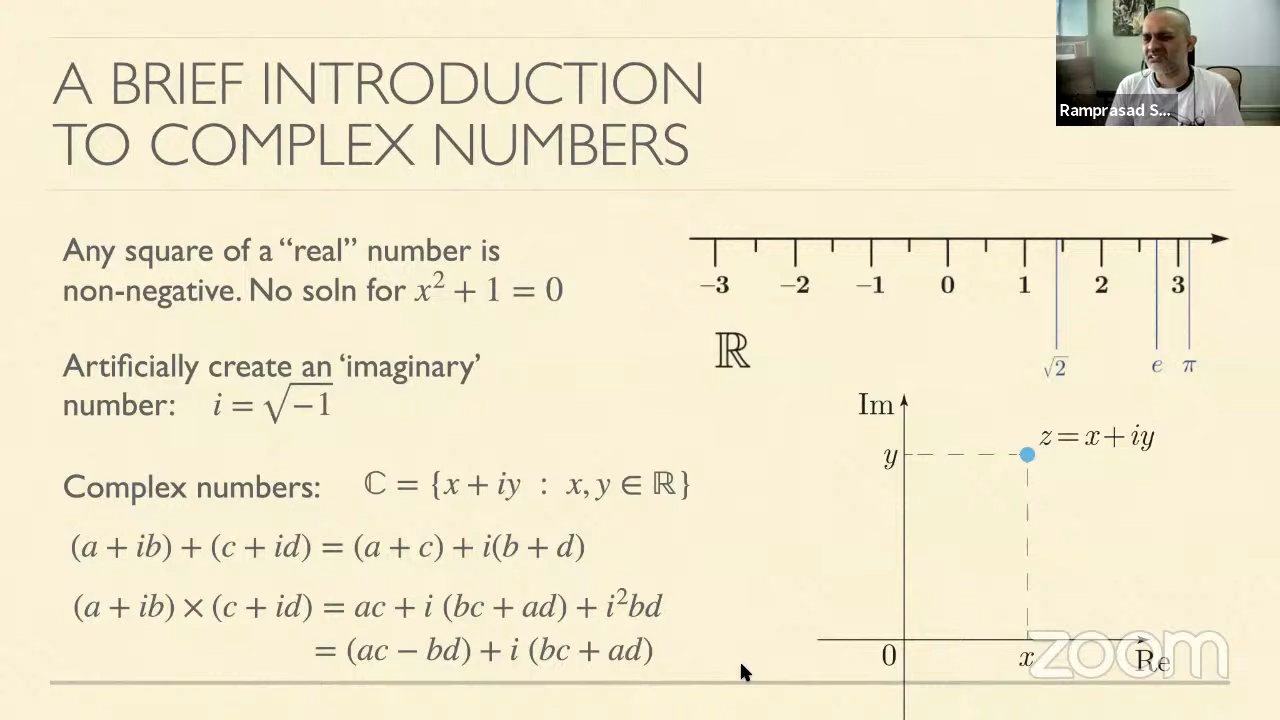 A BRIEF INTRODUCTION
TO COMPLEX NUMBERS
Ramprasad S...
Any square of a “real” number is
non-negative. No soln for x² + 1 = 0
Artificially create an ‘imaginary’
number: i = √−1
Complex numbers: ℂ = {x + iy : x, y ∈ ℝ}
(a + ib) + (c + id) = (a + c) + i(b + d)
(a + ib) × (c + id) = ac + i (bc + ad) + i²bd
= (ac − bd) + i (bc + ad)
−3 −2 −1 0 1 2 3
ℝ
√2 e π
Im
z = x + iy
y
0 x Re
zoom